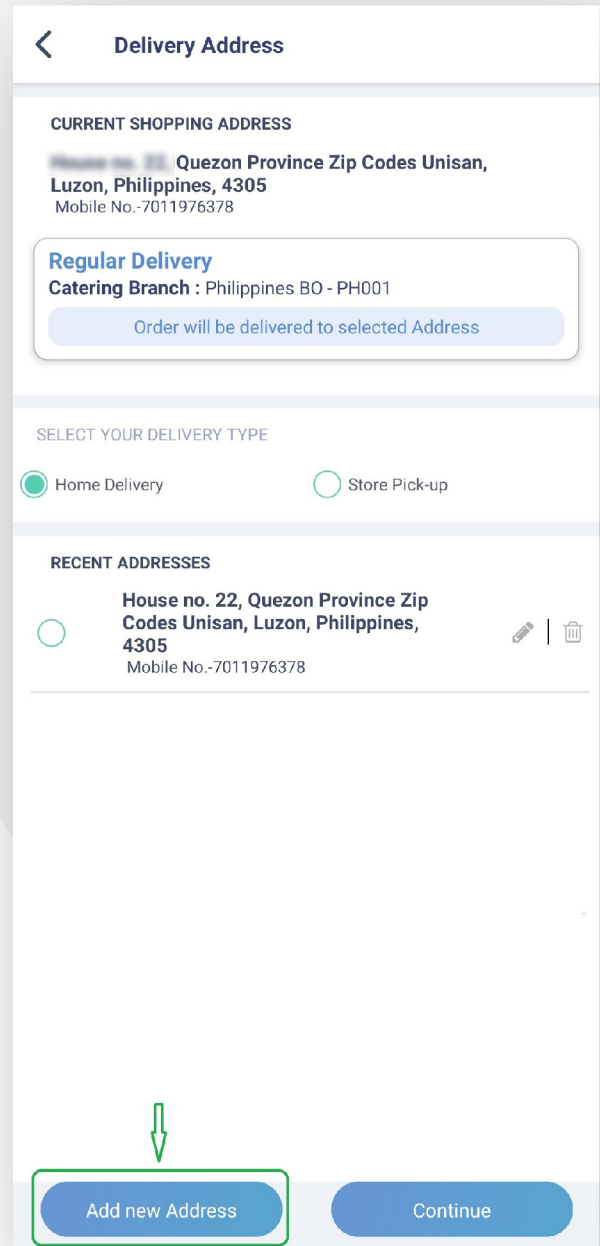 Delivery Address
CURRENT SHOPPING ADDRESS
Quezon Province Zip Codes Unisan,
Luzon, Philippines, 4305
Mobile No.-7011976378
Regular Delivery
Catering Branch : Philippines BO - PH001
Order will be delivered to selected Address
SELECT YOUR DELIVERY TYPE
Home Delivery
Store Pick-up
RECENT ADDRESSES
House no. 22, Quezon Province Zip
Codes Unisan, Luzon, Philippines,
4305
Mobile No.-7011976378
Add new Address
Continue